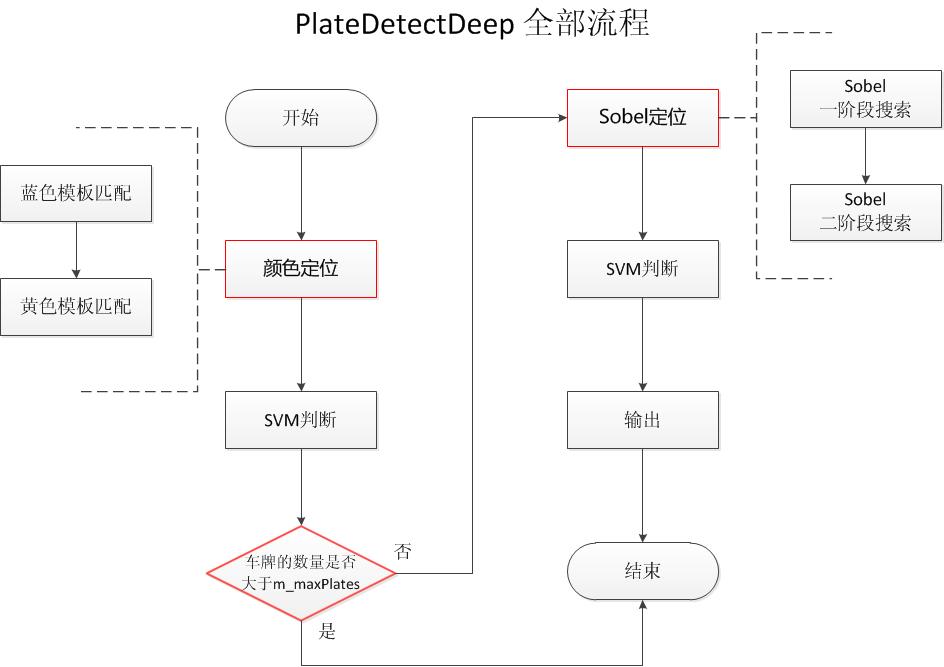 PlateDetectDeep 全部流程
开始
颜色定位
蓝色模板匹配
黄色模板匹配
SVM判断
车牌的数量是否
大于m_maxPlates
否
是
Sobel定位
Sobel
一阶段搜索
Sobel
二阶段搜索
SVM判断
输出
结束